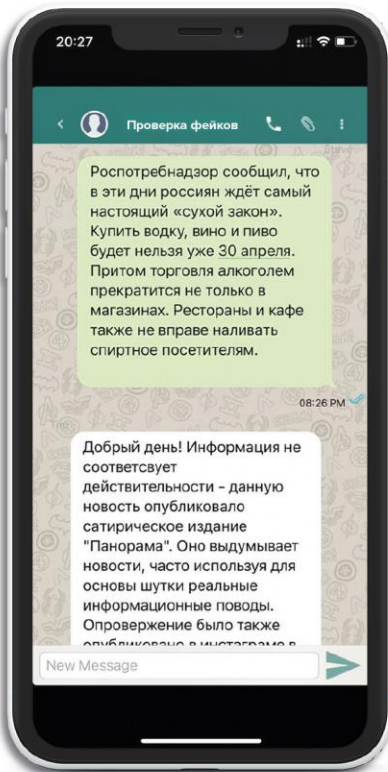 20:27
Проверка фейков
Роспотребнадзор сообщил, что
в эти дни россиян ждёт самый
настоящий «сухой закон».
Купить водку, вино и пиво
будет нельзя уже 30 апреля.
Притом торговля алкоголем
прекратится не только в
магазинах. Рестораны и кафе
также не вправе наливать
спиртное посетителям.
08:26 PM
Добрый день! Информация не
соответсвует
действительности – данную
новость опубликовало
сатирическое издание
"Панорама". Оно выдумывает
новости, часто используя для
основы шутки реальные
информационные поводы.
Опровержение было также
опубликовано в инстаграме в
New Message